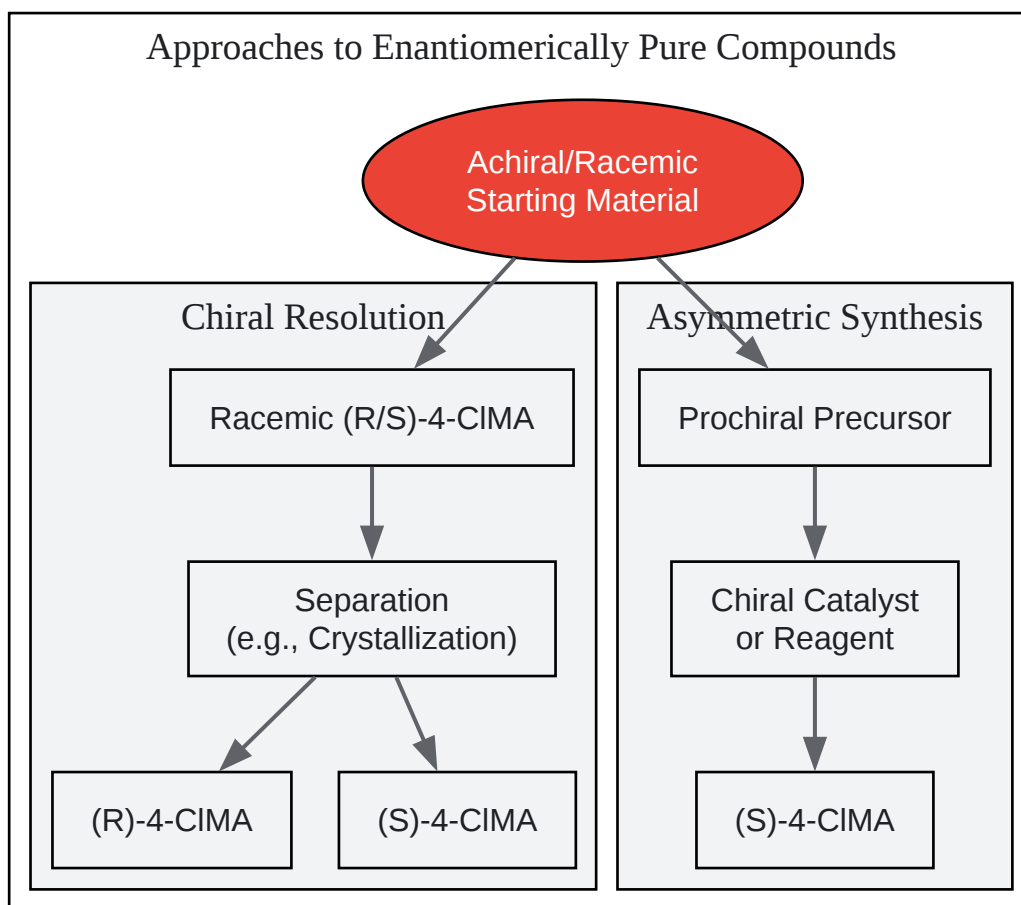 Approaches to Enantiomerically Pure Compounds
Achiral/Racemic
Starting Material
Chiral Resolution
Asymmetric Synthesis
Racemic (R/S)-4-ClMA
Prochiral Precursor
Separation
(e.g., Crystallization)
Chiral Catalyst
or Reagent
(R)-4-ClMA
(S)-4-ClMA
(S)-4-ClMA